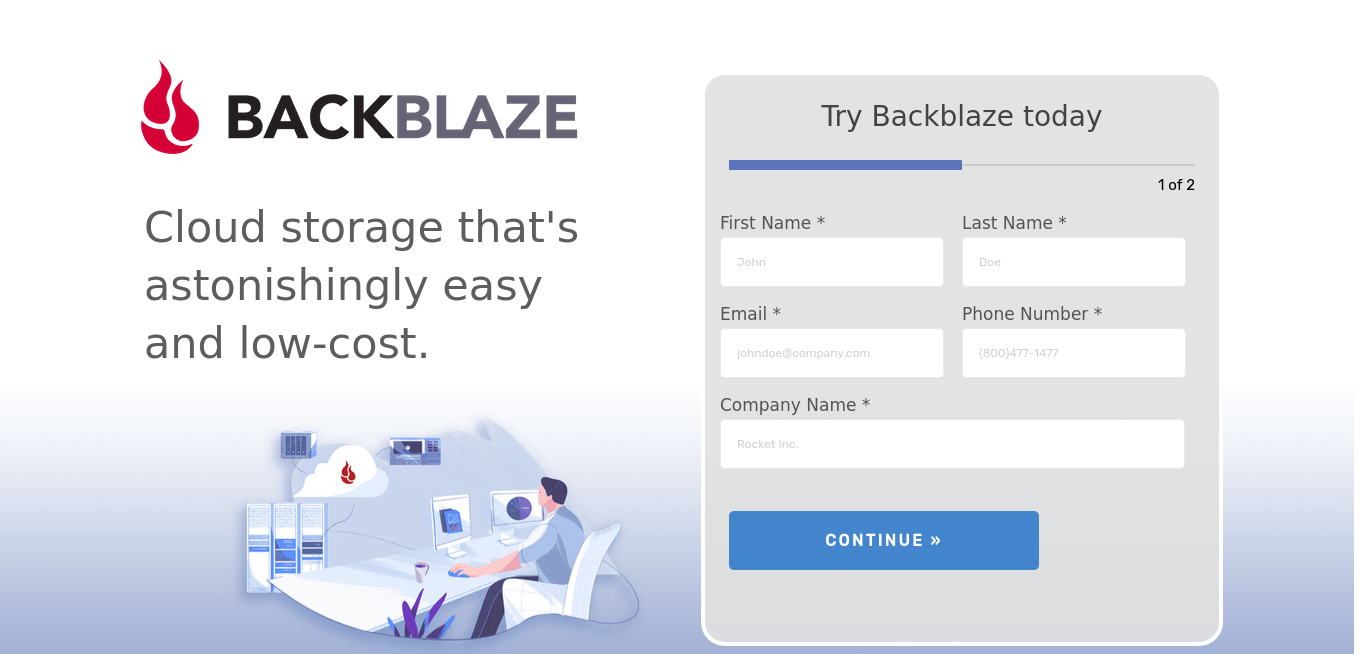 BACKBLAZE
Cloud storage that's
astonishingly easy
and low-cost.
Try Backblaze today
1 of 2
First Name *
Last Name *
John
Doe
Email *
Phone Number *
johndoe@company.com
(800)477-1477
Company Name *
Rocket Inc.
CONTINUE »